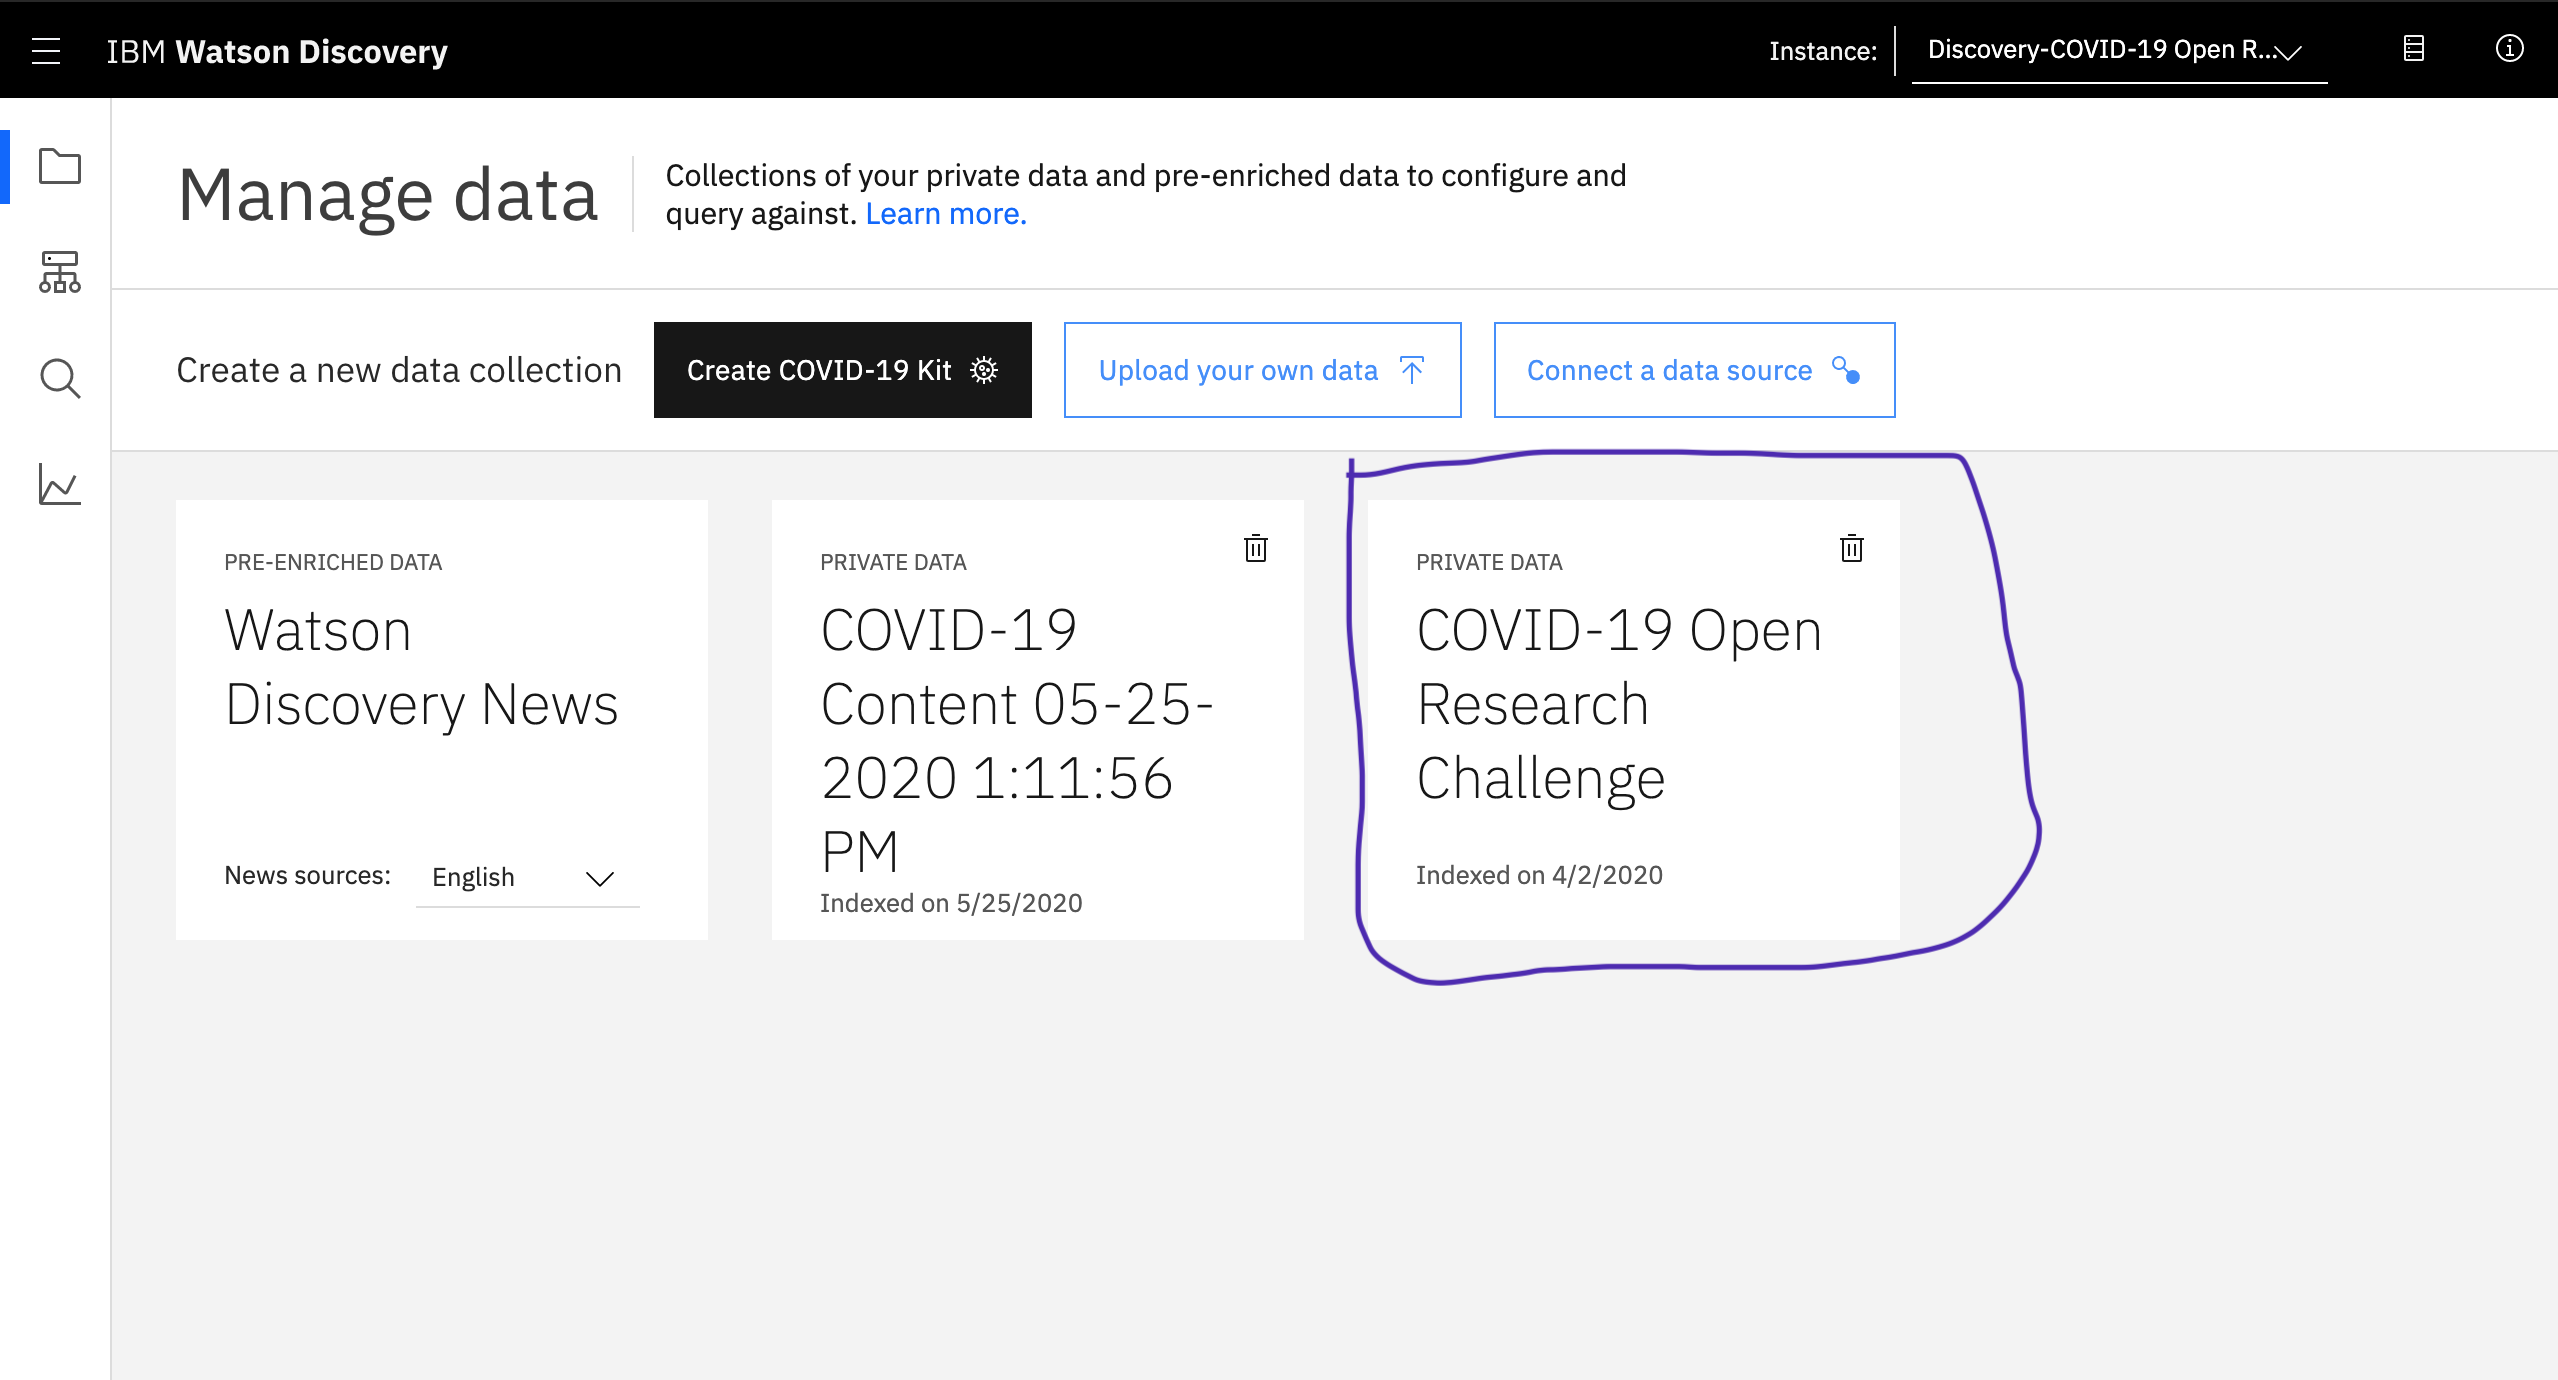 IBM Watson Discovery
Instance:
Discovery-COVID-19 Open R...
Manage data
Collections of your private data and pre-enriched data to configure and
query against. Learn more.
Create a new data collection
Create COVID-19 Kit
Upload your own data
Connect a data source
PRE-ENRICHED DATA
Watson
Discovery News
News sources:
English
PRIVATE DATA
COVID-19
Content 05-25-
2020 1:11:56
PM
Indexed on 5/25/2020
PRIVATE DATA
COVID-19 Open
Research
Challenge
Indexed on 4/2/2020